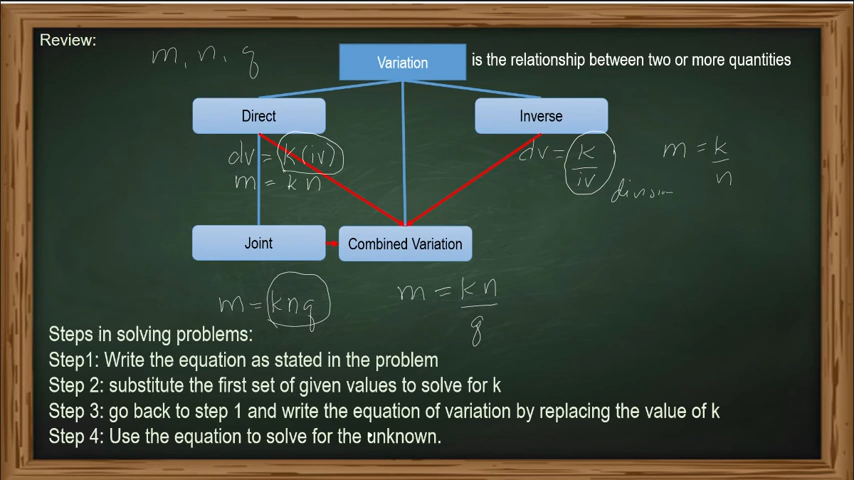 Review:
m, n, q
Variation
is the relationship between two or more quantities
Direct
Inverse
dv = k(iv)
m = kn
dv = k/iv
division
m = k/n
Joint
Combined Variation
m = knq
m = kn/q
Steps in solving problems:
Step1: Write the equation as stated in the problem
Step 2: substitute the first set of given values to solve for k
Step 3: go back to step 1 and write the equation of variation by replacing the value of k
Step 4: Use the equation to solve for the unknown.